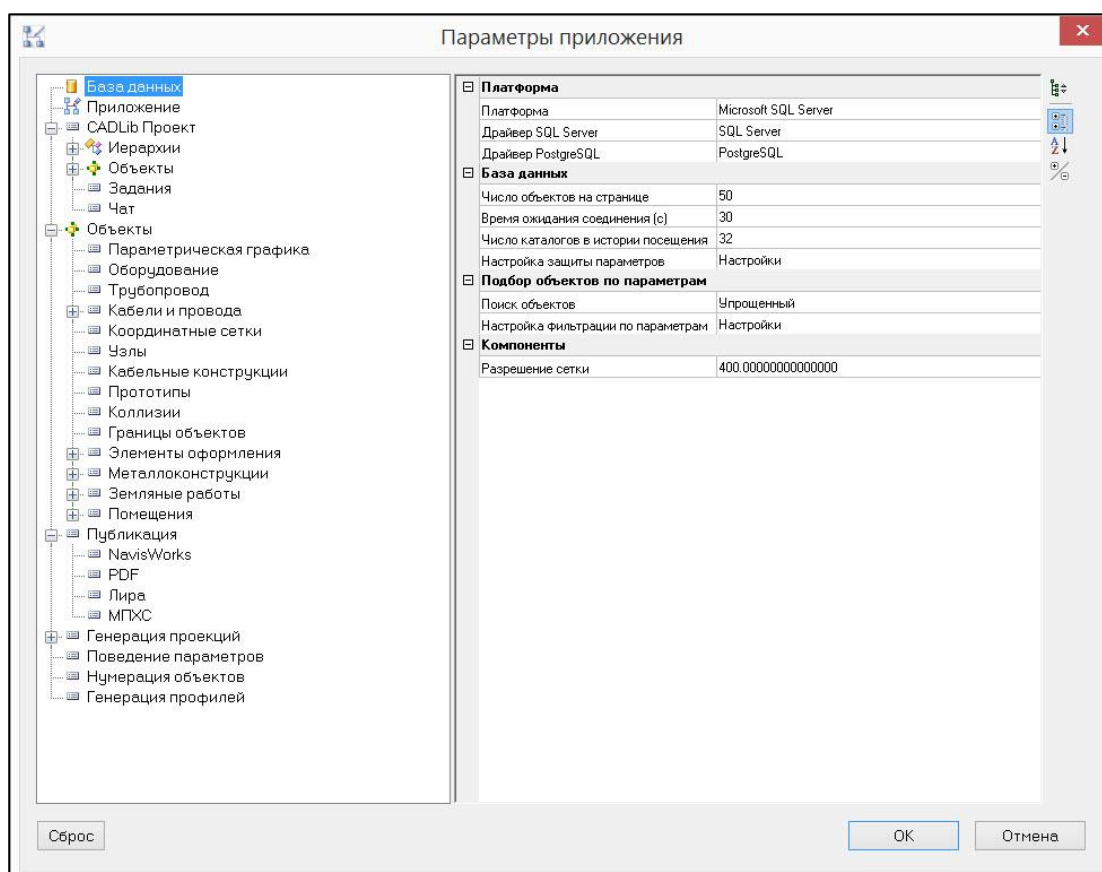 Параметры приложения
База данных
Приложение
CADLib Проект
Иерархии
Объекты
Задания
Чат
Объекты
Параметрическая графика
Оборудование
Трубопровод
Кабели и провода
Координатные сетки
Узлы
Кабельные конструкции
Прототипы
Коллизии
Границы объектов
Элементы оформления
Металлоконструкции
Земляные работы
Помещения
Публикация
NavisWorks
PDF
Лира
МПХС
Генерация проекций
Поведение параметров
Нумерация объектов
Генерация профилей
Платформа
Платформа Microsoft SQL Server
Драйвер SQL Server SQL Server
Драйвер PostgreSQL PostgreSQL
База данных
Число объектов на странице 50
Время ожидания соединения (с) 30
Число каталогов в истории посещения 32
Настройка защиты параметров Настройки
Подбор объектов по параметрам
Поиск объектов Упрощенный
Настройка фильтрации по параметрам Настройки
Компоненты
Разрешение сетки 400.00000000000000
Сброс
OK
Отмена